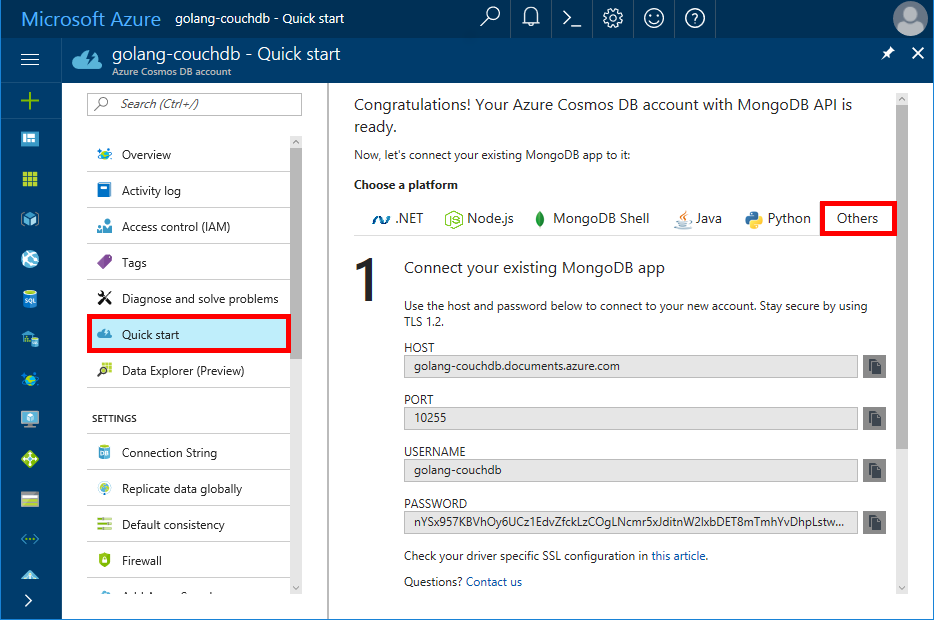 Microsoft Azure golang-couchdb - Quick start
golang-couchdb - Quick start
Azure Cosmos DB account
Search (Ctrl+/)
Overview
Activity log
Access control (IAM)
Tags
Diagnose and solve problems
Quick start
Data Explorer (Preview)
SETTINGS
Connection String
Replicate data globally
Default consistency
Firewall
Congratulations! Your Azure Cosmos DB account with MongoDB API is
ready.
Now, let's connect your existing MongoDB app to it:
Choose a platform
.NET Node.js MongoDB Shell Java Python Others
1 Connect your existing MongoDB app
Use the host and password below to connect to your new account. Stay secure by using
TLS 1.2.
HOST
golang-couchdb.documents.azure.com
PORT
10255
USERNAME
golang-couchdb
PASSWORD
nYSx957KBVhOy6UCz1EdvZfckLzCOgLNcmr5xJditnW2IxbDET8mTmhYvDhpLstw...
Check your driver specific SSL configuration in this article.
Questions? Contact us